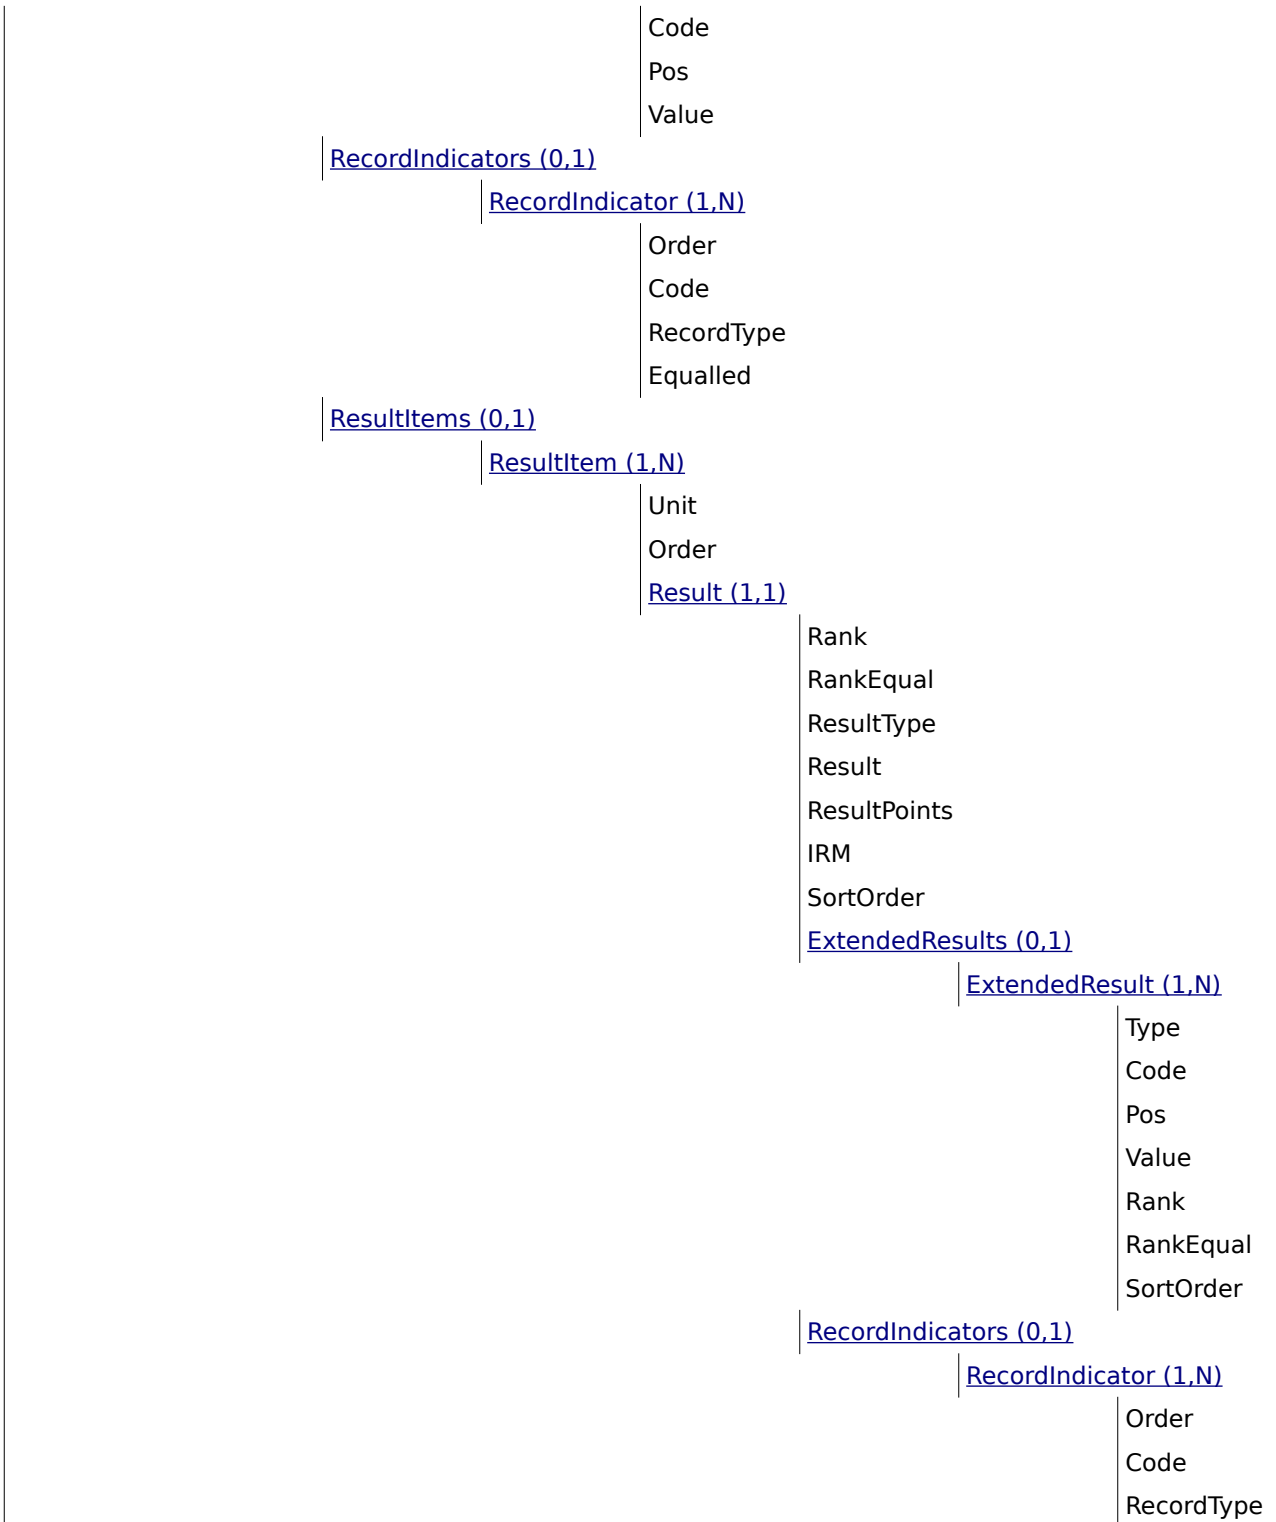 Code
Pos
Value
RecordIndicators (0,1)
RecordIndicator (1,N)
Order
Code
RecordType
Equalled
ResultItems (0,1)
ResultItem (1,N)
Unit
Order
Result (1,1)
Rank
RankEqual
ResultType
Result
ResultPoints
IRM
SortOrder
ExtendedResults (0,1)
ExtendedResult (1,N)
Type
Code
Pos
Value
Rank
RankEqual
SortOrder
RecordIndicators (0,1)
RecordIndicator (1,N)
Order
Code
RecordType